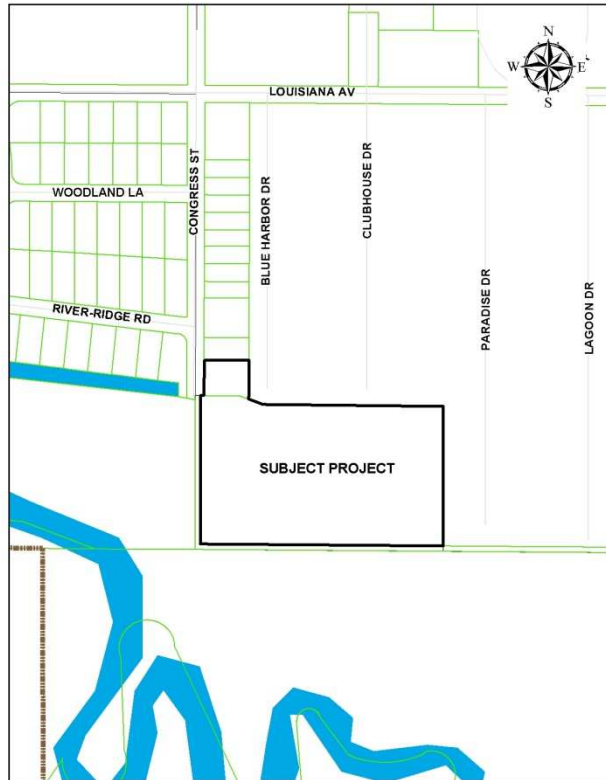 N
W E
S
LOUISIANA AV
WOODLAND LA
CONGRESS ST
BLUE HARBOR DR
CLUBHOUSE DR
PARADISE DR
LAGOON DR
RIVER-RIDGE RD
SUBJECT PROJECT